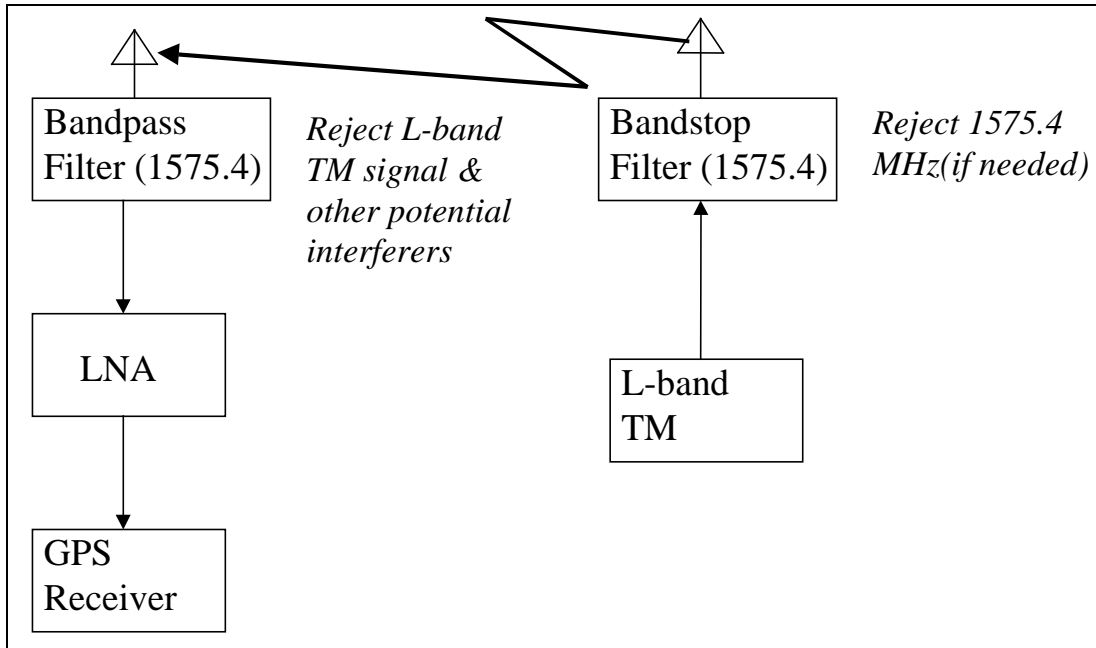 Bandpass
Filter (1575.4)
Reject L-band
TM signal &
other potential
interferers
Bandstop
Filter (1575.4)
Reject 1575.4
MHz(if needed)
LNA
L-band
TM
GPS
Receiver